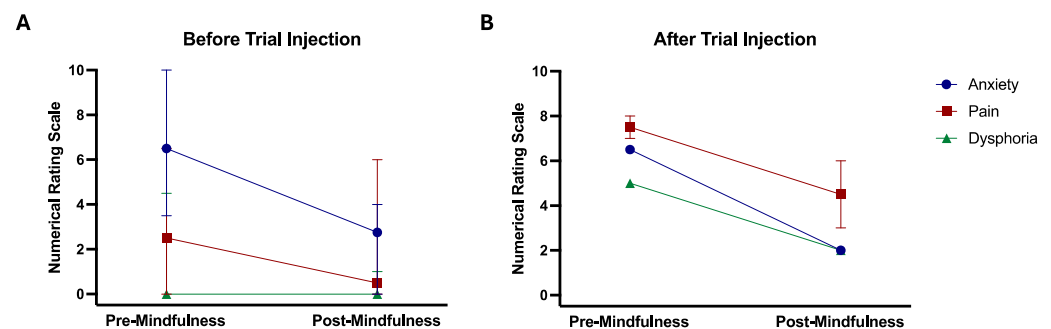 A
Before Trial Injection
Numerical Rating Scale
10
8
6
4
2
0
Pre-Mindfulness
Post-Mindfulness
B
After Trial Injection
Numerical Rating Scale
10
8
6
4
2
0
Pre-Mindfulness
Post-Mindfulness
Anxiety
Pain
Dysphoria